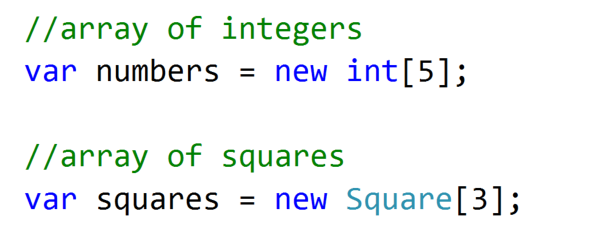 //array of integers
var numbers = new int[5];
//array of squares
var squares = new Square[3];